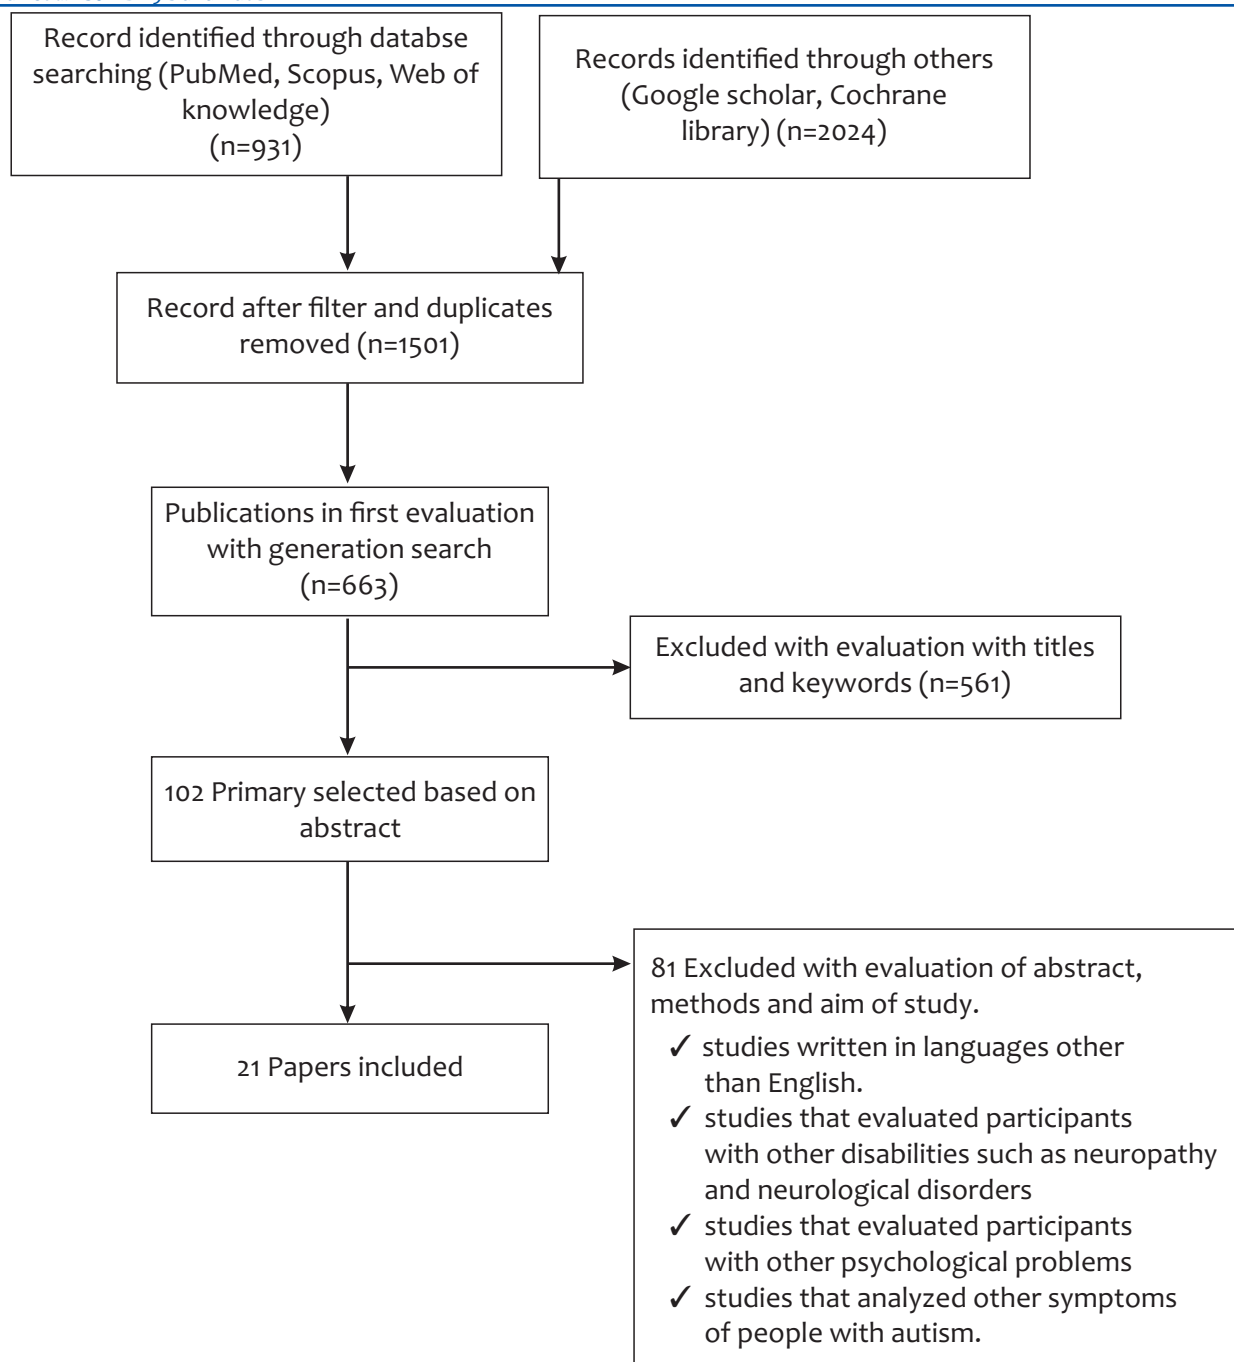 Record identified through databse
searching (PubMed, Scopus, Web of
knowledge)
(n=931)
Records identified through others
(Google scholar, Cochrane
library) (n=2024)
Record after filter and duplicates
removed (n=1501)
Publications in first evaluation
with generation search
(n=663)
Excluded with evaluation with titles
and keywords (n=561)
102 Primary selected based on
abstract
81 Excluded with evaluation of abstract,
methods and aim of study.
✓ studies written in languages other
than English.
✓ studies that evaluated participants
with other disabilities such as neuropathy
and neurological disorders
✓ studies that evaluated participants
with other psychological problems
✓ studies that analyzed other symptoms
of people with autism.
21 Papers included